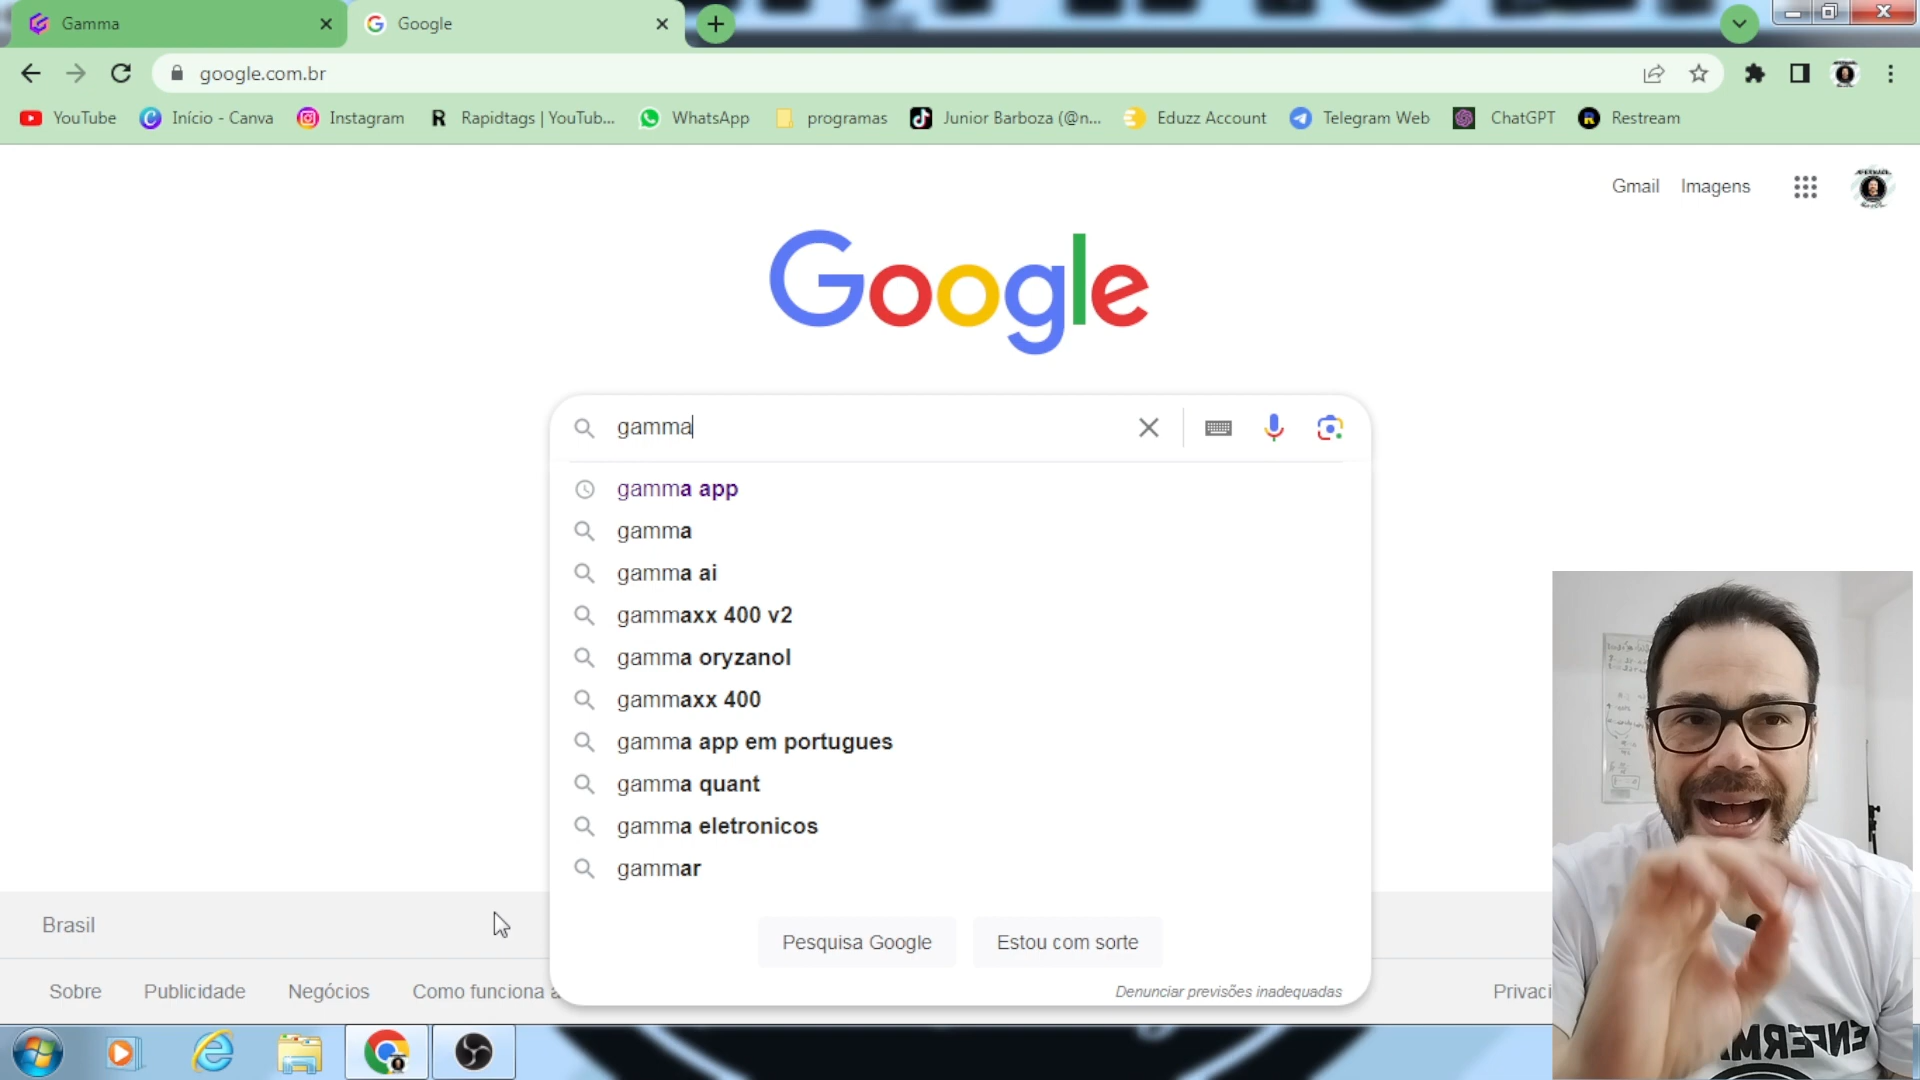 Gamma
Google
google.com.br
YouTube
Início - Canva
Instagram
Rapidtags | YouTub...
WhatsApp
programas
Junior Barboza (@n...
Eduzz Account
Telegram Web
ChatGPT
Restream
Gmail
Imagens
Google
gamma
gamma app
gamma
gamma ai
gammaxx 400 v2
gamma oryzanol
gammaxx 400
gamma app em portugues
gamma quant
gamma eletronicos
gammar
Pesquisa Google
Estou com sorte
Denunciar previsões inadequadas
Brasil
Sobre
Publicidade
Negócios
Como funciona a
Privaci